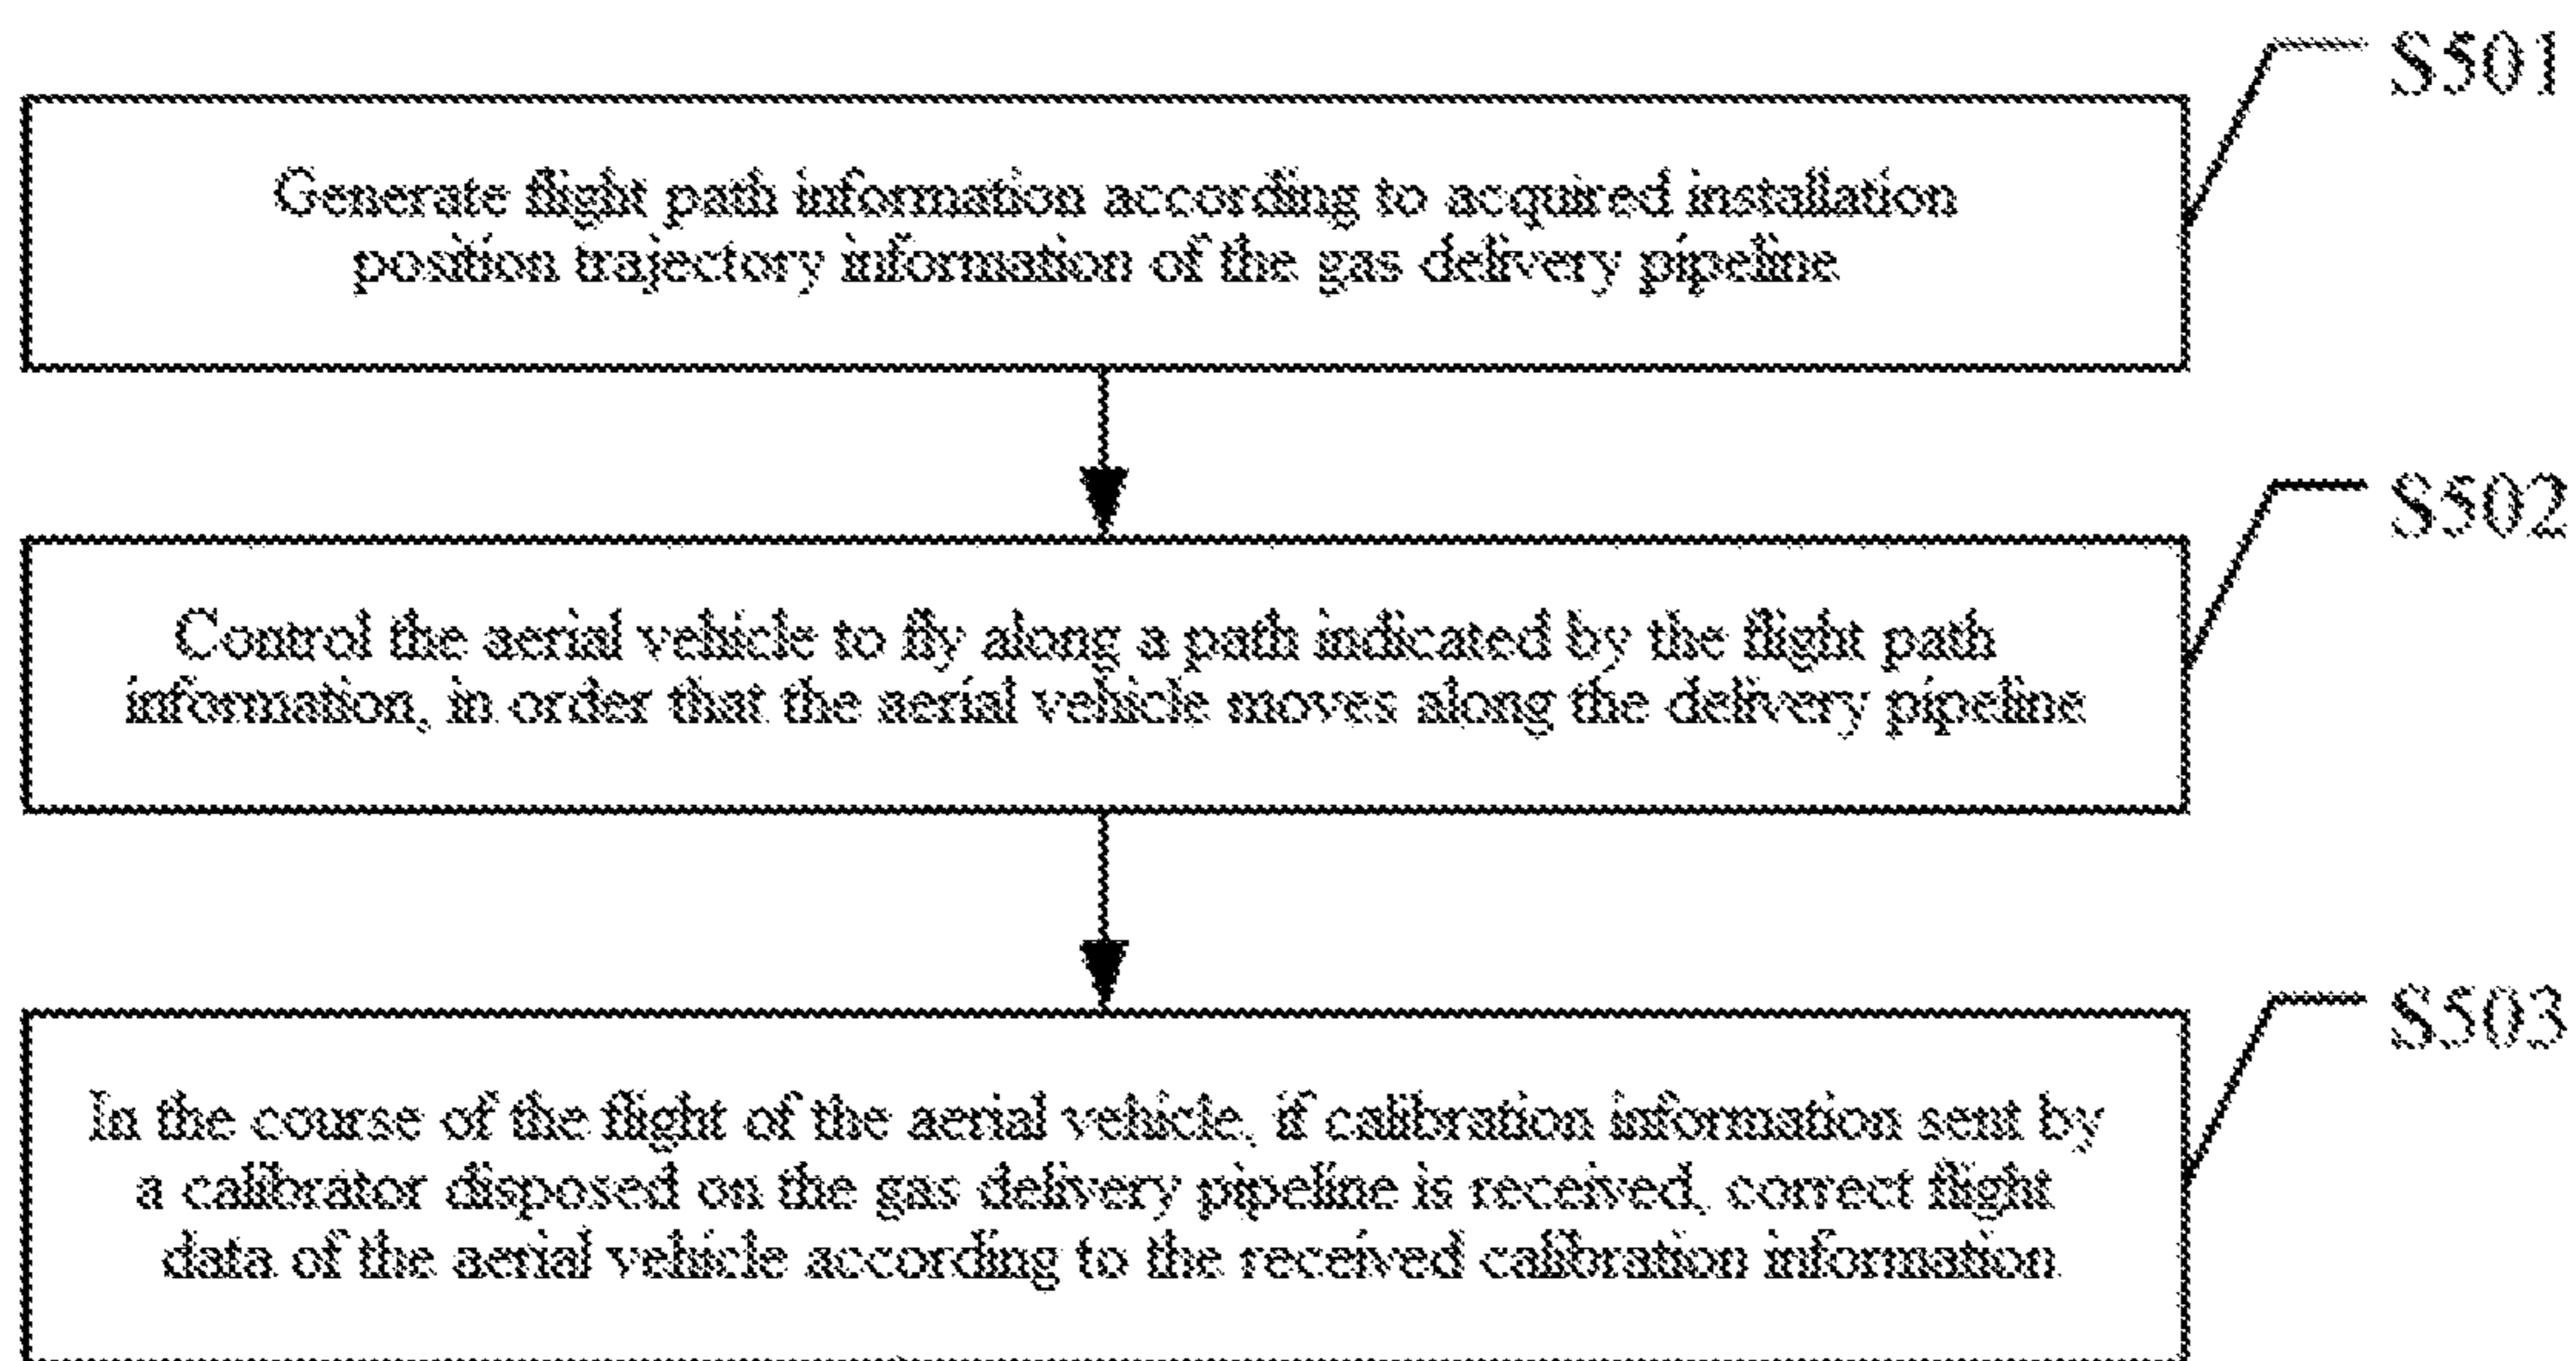 S501
Generate flight path information according to acquired installation
position trajectory information of the gas delivery pipeline
S502
Control the aerial vehicle to fly along a path indicated by the flight path
information, in order that the aerial vehicle moves along the delivery pipeline
S503
In the course of the flight of the aerial vehicle, if calibration information sent by
a calibrator disposed on the gas delivery pipeline is received, correct flight
data of the aerial vehicle according to the received calibration information